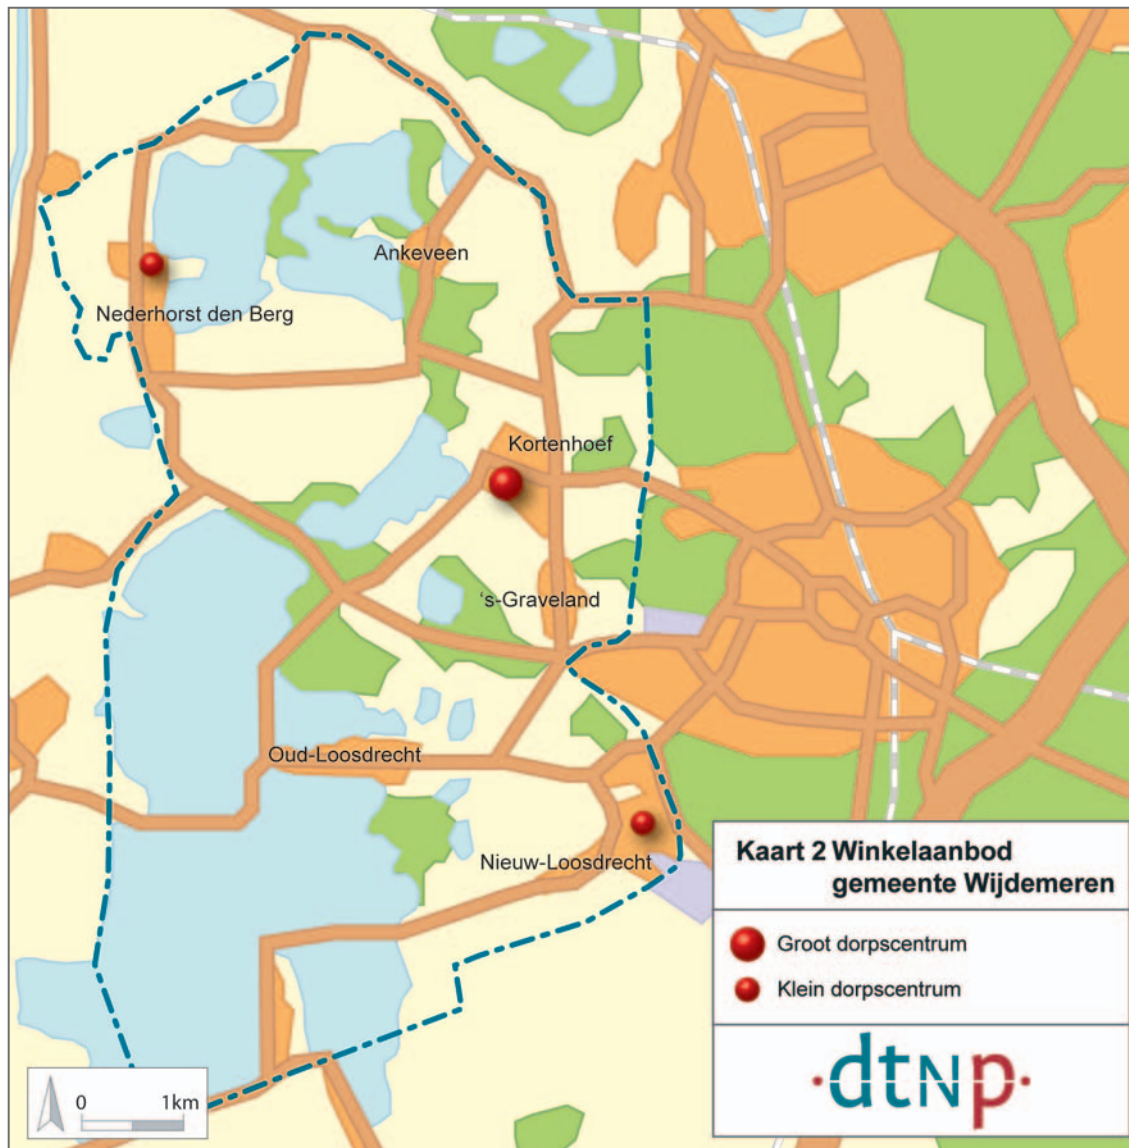 Ankeveen
Nederhorst den Berg
Kortenhoef
's-Graveland
Oud-Loosdrecht
Nieuw-Loosdrecht
Kaart 2 Winkelaanbod
gemeente Wijdemeren
Groot dorpscentrum
Klein dorpscentrum
dtNp
0 1km